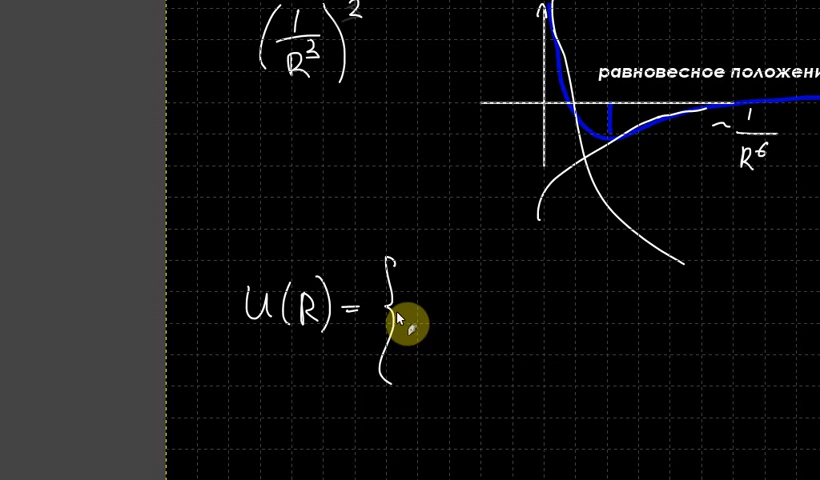 (1/R³)²
равновесное положени
~ 1/R⁶
U(R) = {